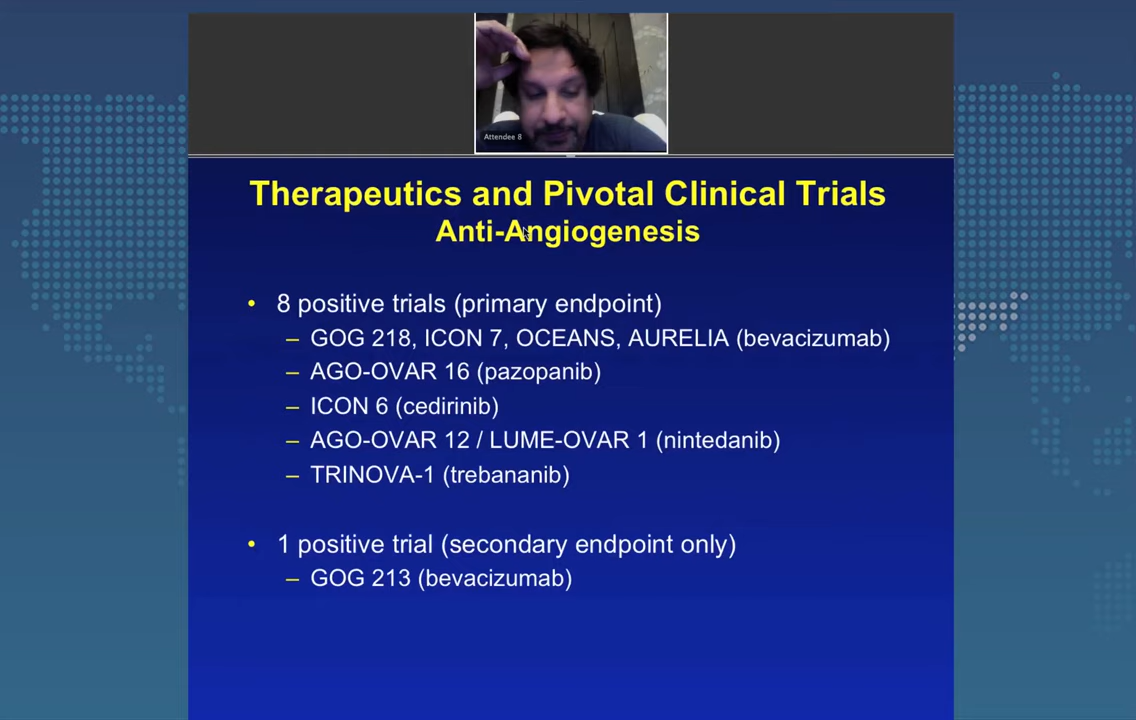 Attendee 8
Therapeutics and Pivotal Clinical Trials
Anti-Angiogenesis
• 8 positive trials (primary endpoint)
– GOG 218, ICON 7, OCEANS, AURELIA (bevacizumab)
– AGO-OVAR 16 (pazopanib)
– ICON 6 (cedirinib)
– AGO-OVAR 12 / LUME-OVAR 1 (nintedanib)
– TRINOVA-1 (trebananib)
• 1 positive trial (secondary endpoint only)
– GOG 213 (bevacizumab)